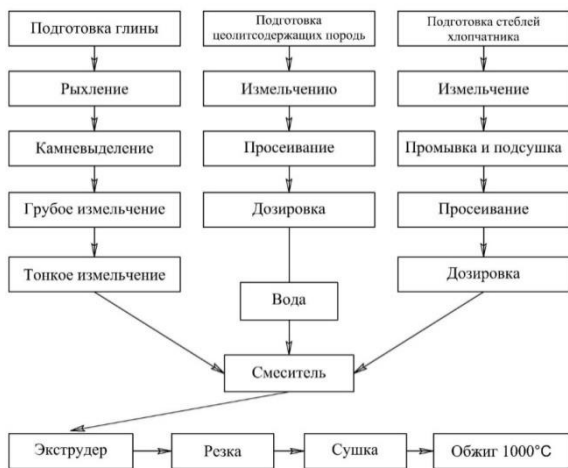 Подготовка глины
Подготовка
цеолитсодержащих породь
Подготовка стеблей
хлопчатника
Рыхление
Измельчению
Измельчение
Камневыделение
Просеивание
Промывка и подсушка
Грубое измельчение
Дозировка
Просеивание
Тонкое измельчение
Вода
Дозировка
Смеситель
Экструдер
Резка
Сушка
Обжиг 1000°С